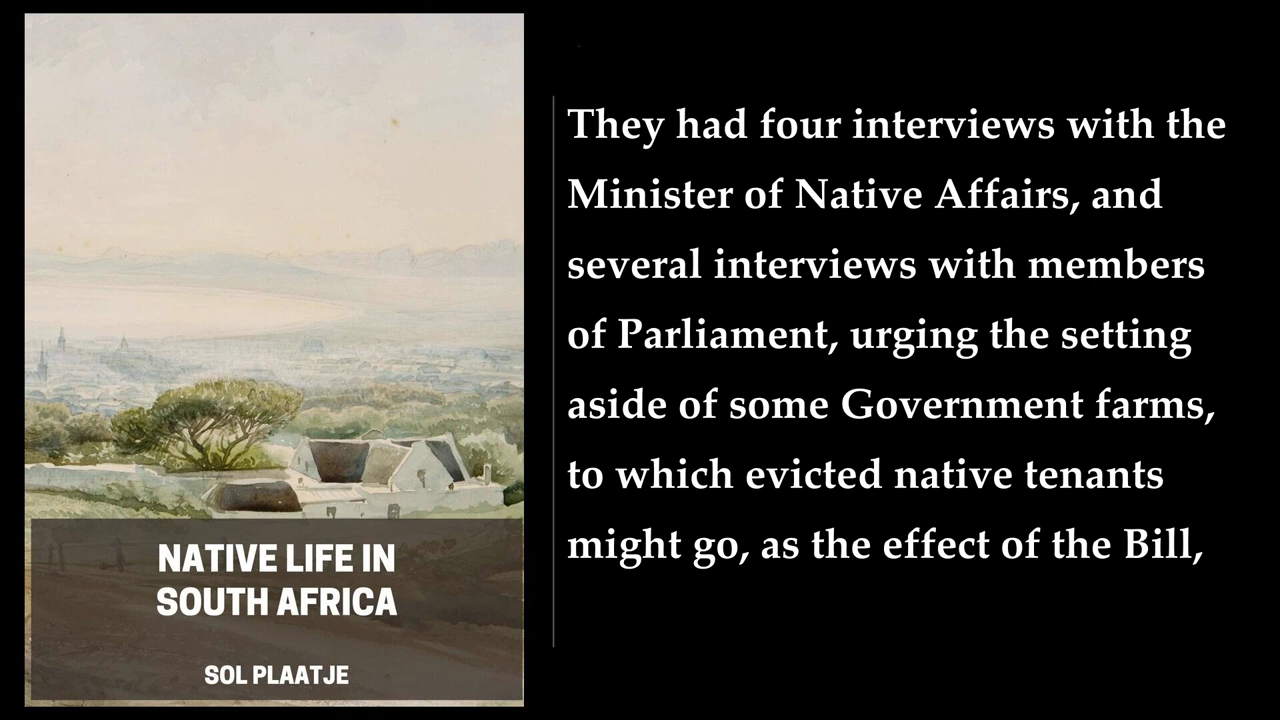 NATIVE LIFE IN
SOUTH AFRICA
SOL PLAATJE
They had four interviews with the
Minister of Native Affairs, and
several interviews with members
of Parliament, urging the setting
aside of some Government farms,
to which evicted native tenants
might go, as the effect of the Bill,